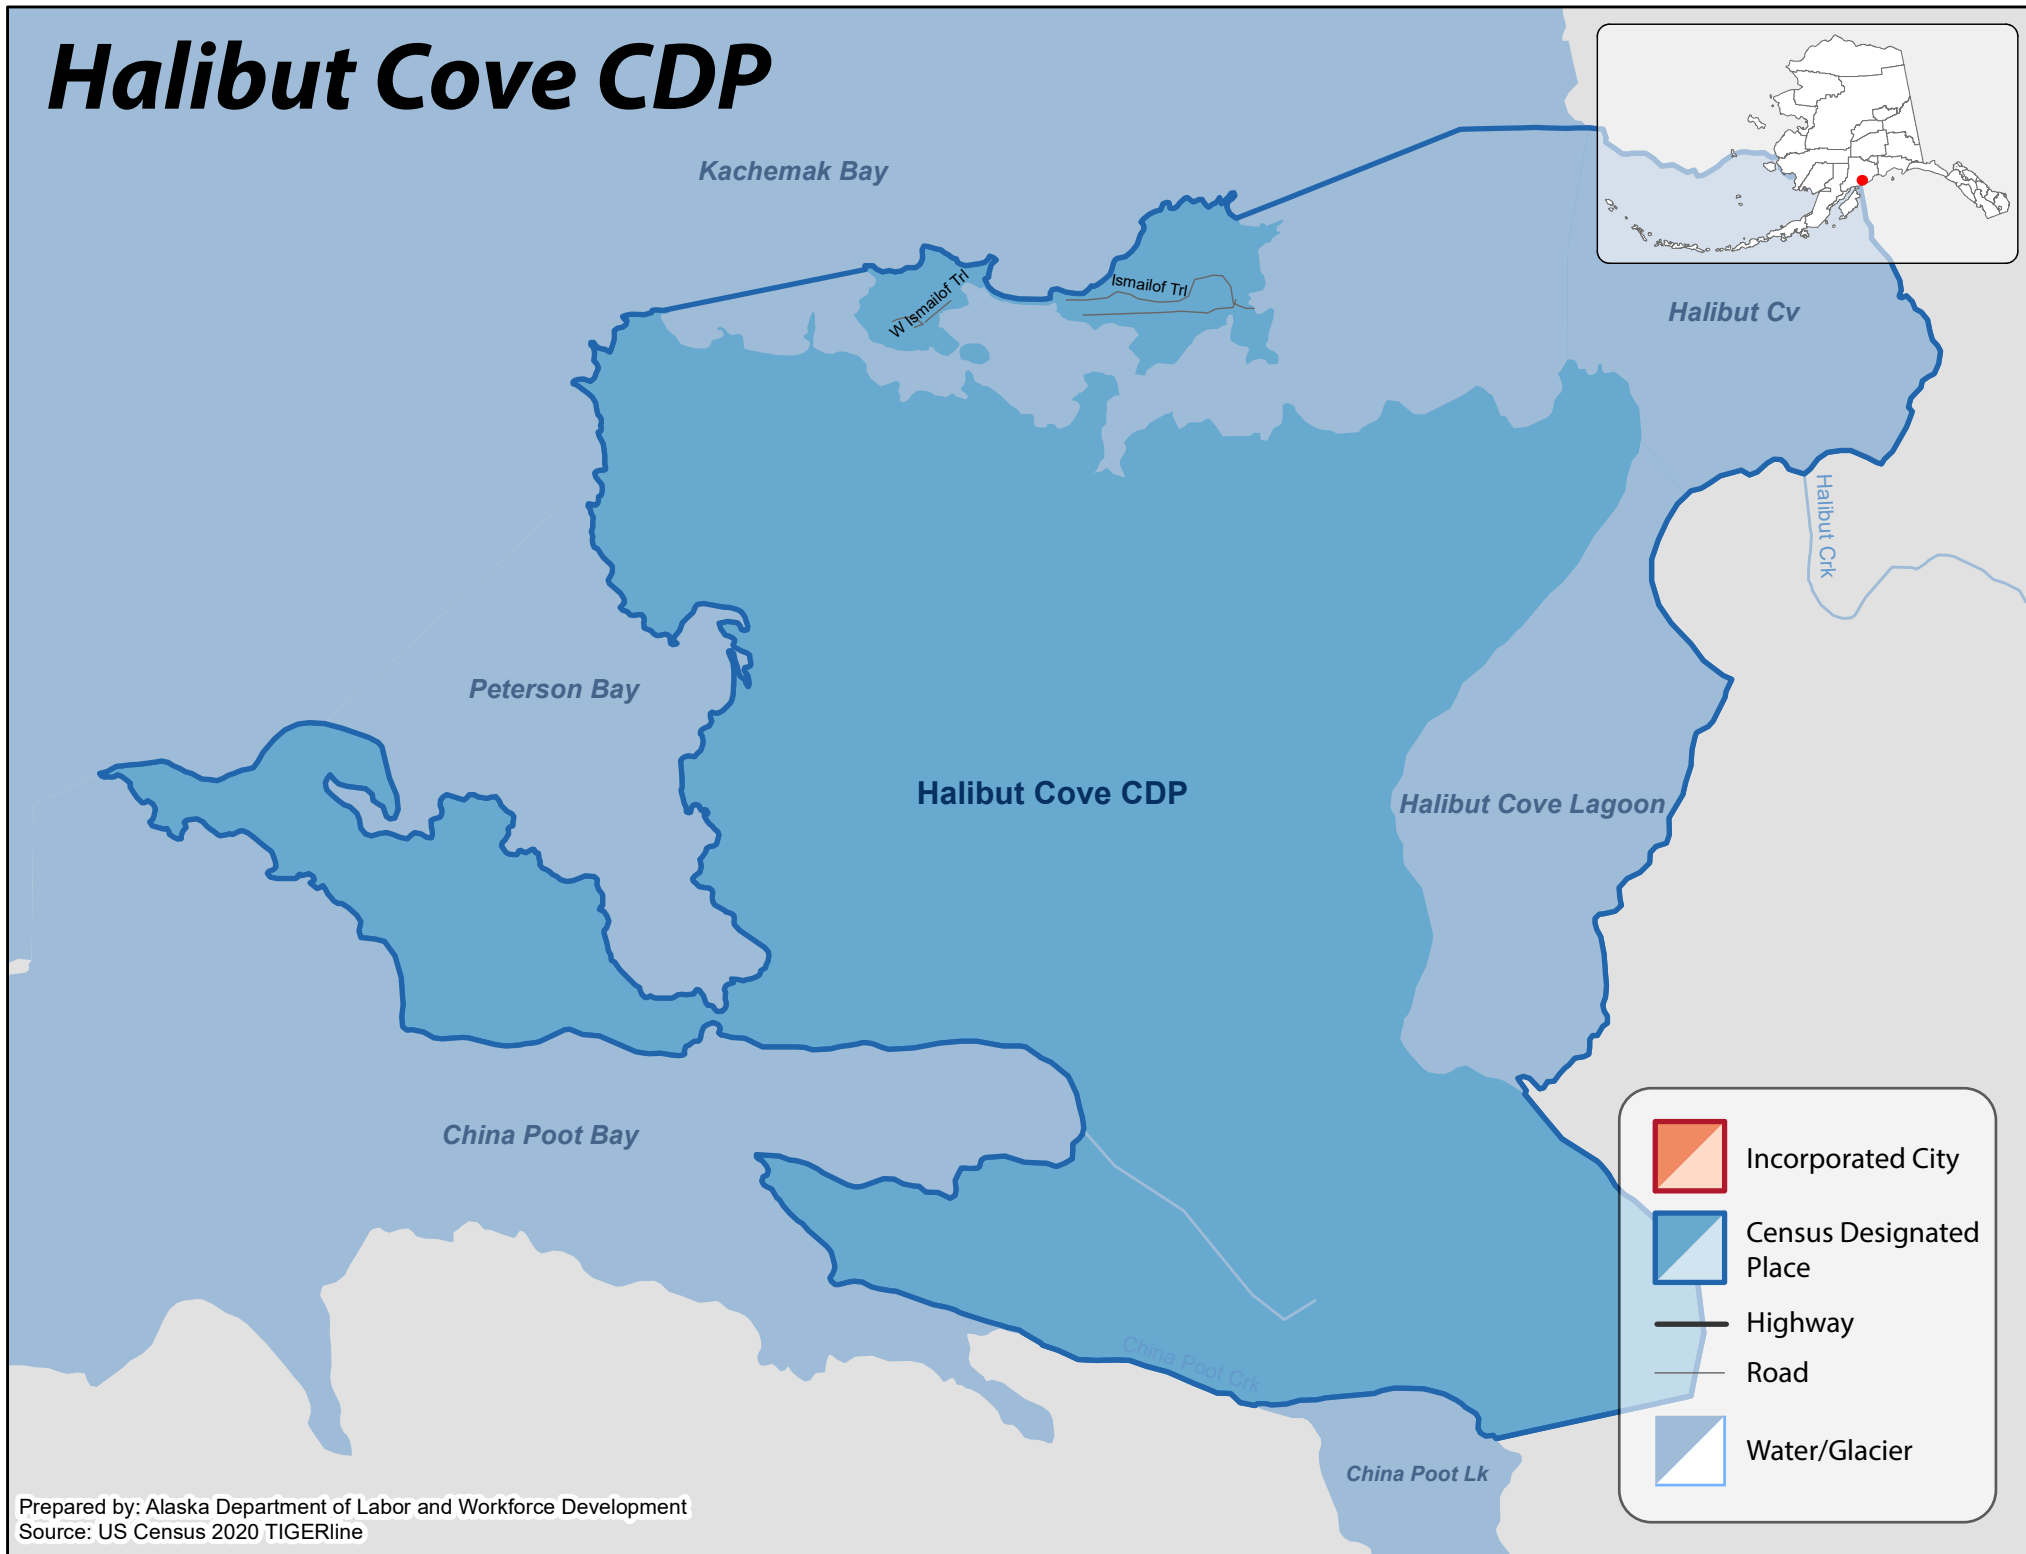 Halibut Cove CDP
Kachemak Bay
W Ismailof Trl
Ismailof Trl
Halibut Cv
Halibut Crk
Peterson Bay
Halibut Cove CDP
Halibut Cove Lagoon
China Poot Bay
China Poot Crk
China Poot Lk
Incorporated City
Census Designated
Place
Highway
Road
Water/Glacier
Prepared by: Alaska Department of Labor and Workforce Development
Source: US Census 2020 TIGERline